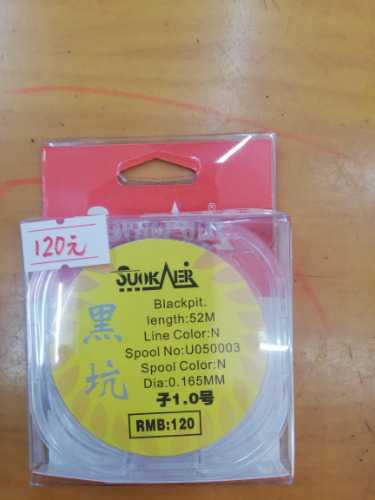 120元
SUOKAER
Blackpit.
length:52M
Line Color:N
Spool No:U050003
Spool Color:N
Dia:0.165MM
子1.0号
RMB:120
黑坑